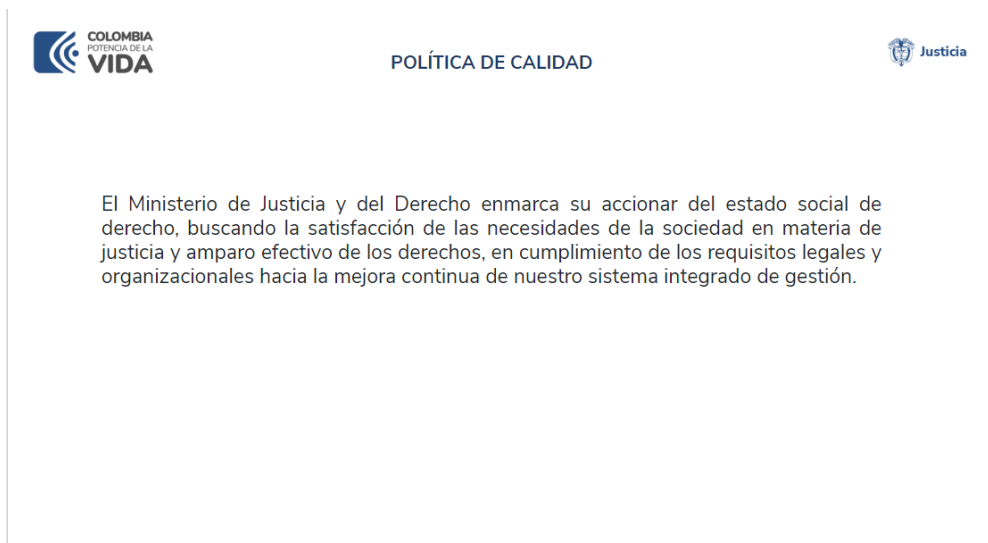 COLOMBIA
POTENCIA DE LA
VIDA
POLÍTICA DE CALIDAD
Justicia
El Ministerio de Justicia y del Derecho enmarca su accionar del estado social de
derecho, buscando la satisfacción de las necesidades de la sociedad en materia de
justicia y amparo efectivo de los derechos, en cumplimiento de los requisitos legales y
organizacionales hacia la mejora continua de nuestro sistema integrado de gestión.